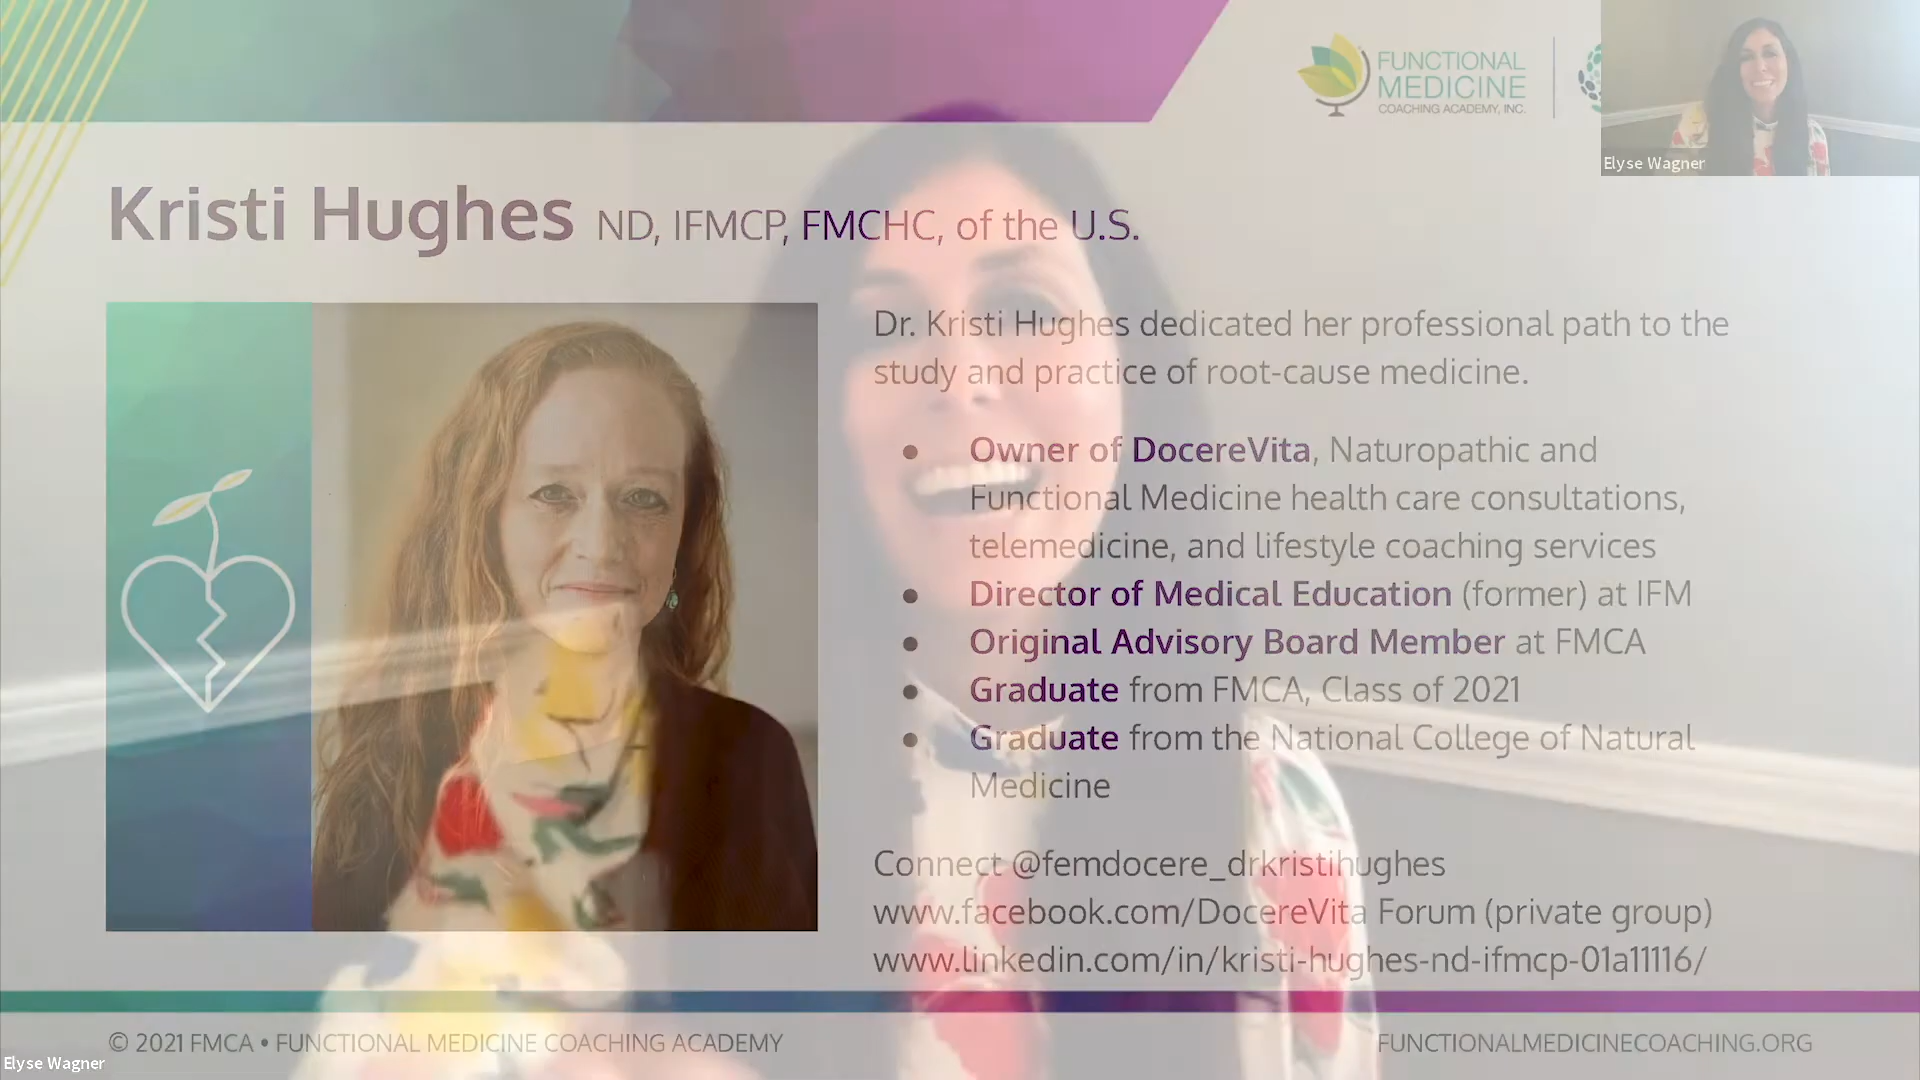 FUNCTIONAL
MEDICINE
COACHING ACADEMY, INC.
Elyse Wagner
Kristi Hughes ND, IFMCP, FMCHC, of the U.S.
Dr. Kristi Hughes dedicated her professional path to the
study and practice of root-cause medicine.
● Owner of DocereVita, Naturopathic and
Functional Medicine health care consultations,
telemedicine, and lifestyle coaching services
● Director of Medical Education (former) at IFM
● Original Advisory Board Member at FMCA
● Graduate from FMCA, Class of 2021
● Graduate from the National College of Natural
Medicine
Connect @femdocere_drkristihughes
www.facebook.com/DocereVita Forum (private group)
www.linkedin.com/in/kristi-hughes-nd-ifmcp-01a11116/
© 2021 FMCA • FUNCTIONAL MEDICINE COACHING ACADEMY
FUNCTIONALMEDICINECOACHING.ORG
Elyse Wagner